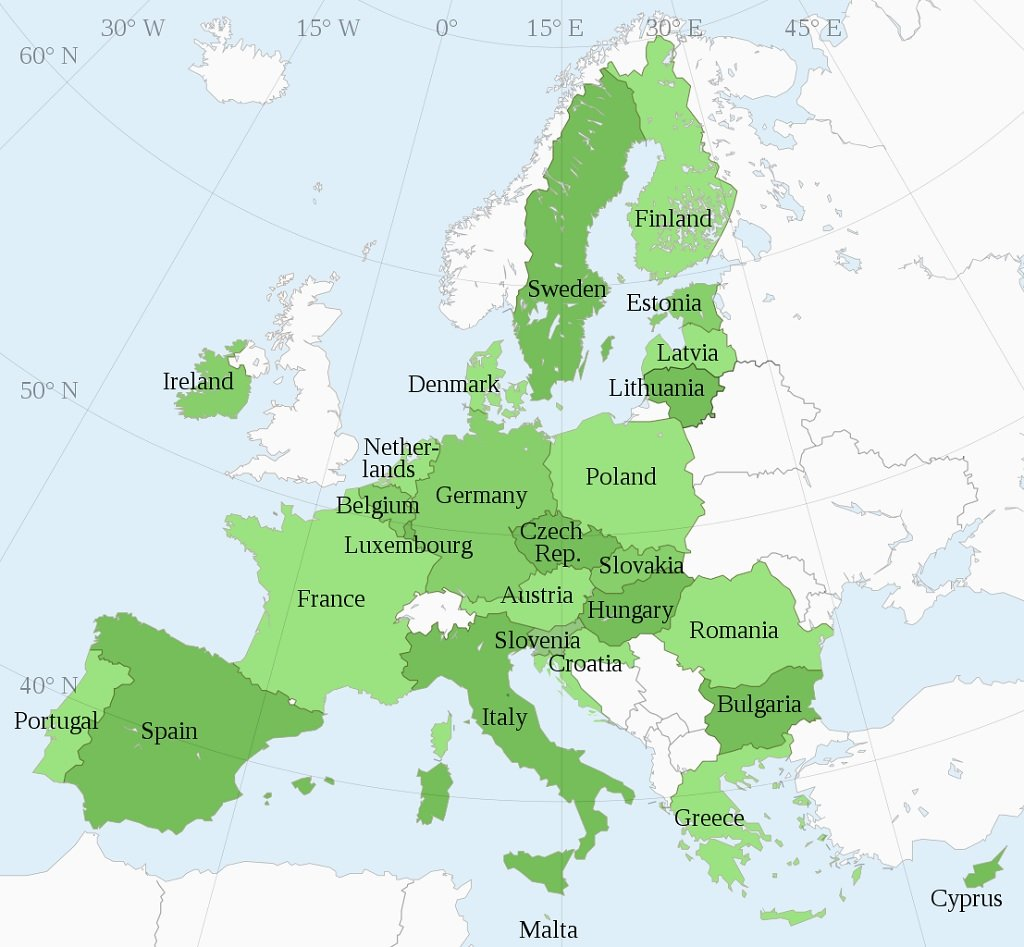 30° W
15° W
0°
15° E
30° E
45° E
60° N
Finland
Sweden
Estonia
Latvia
Ireland
Denmark
Lithuania
50° N
Nether-
lands
Poland
Germany
Belgium
Czech
Rep.
Luxembourg
Slovakia
Austria
France
Hungary
Romania
Slovenia
Croatia
40° N
Bulgaria
Portugal
Italy
Spain
Greece
Cyprus
Malta